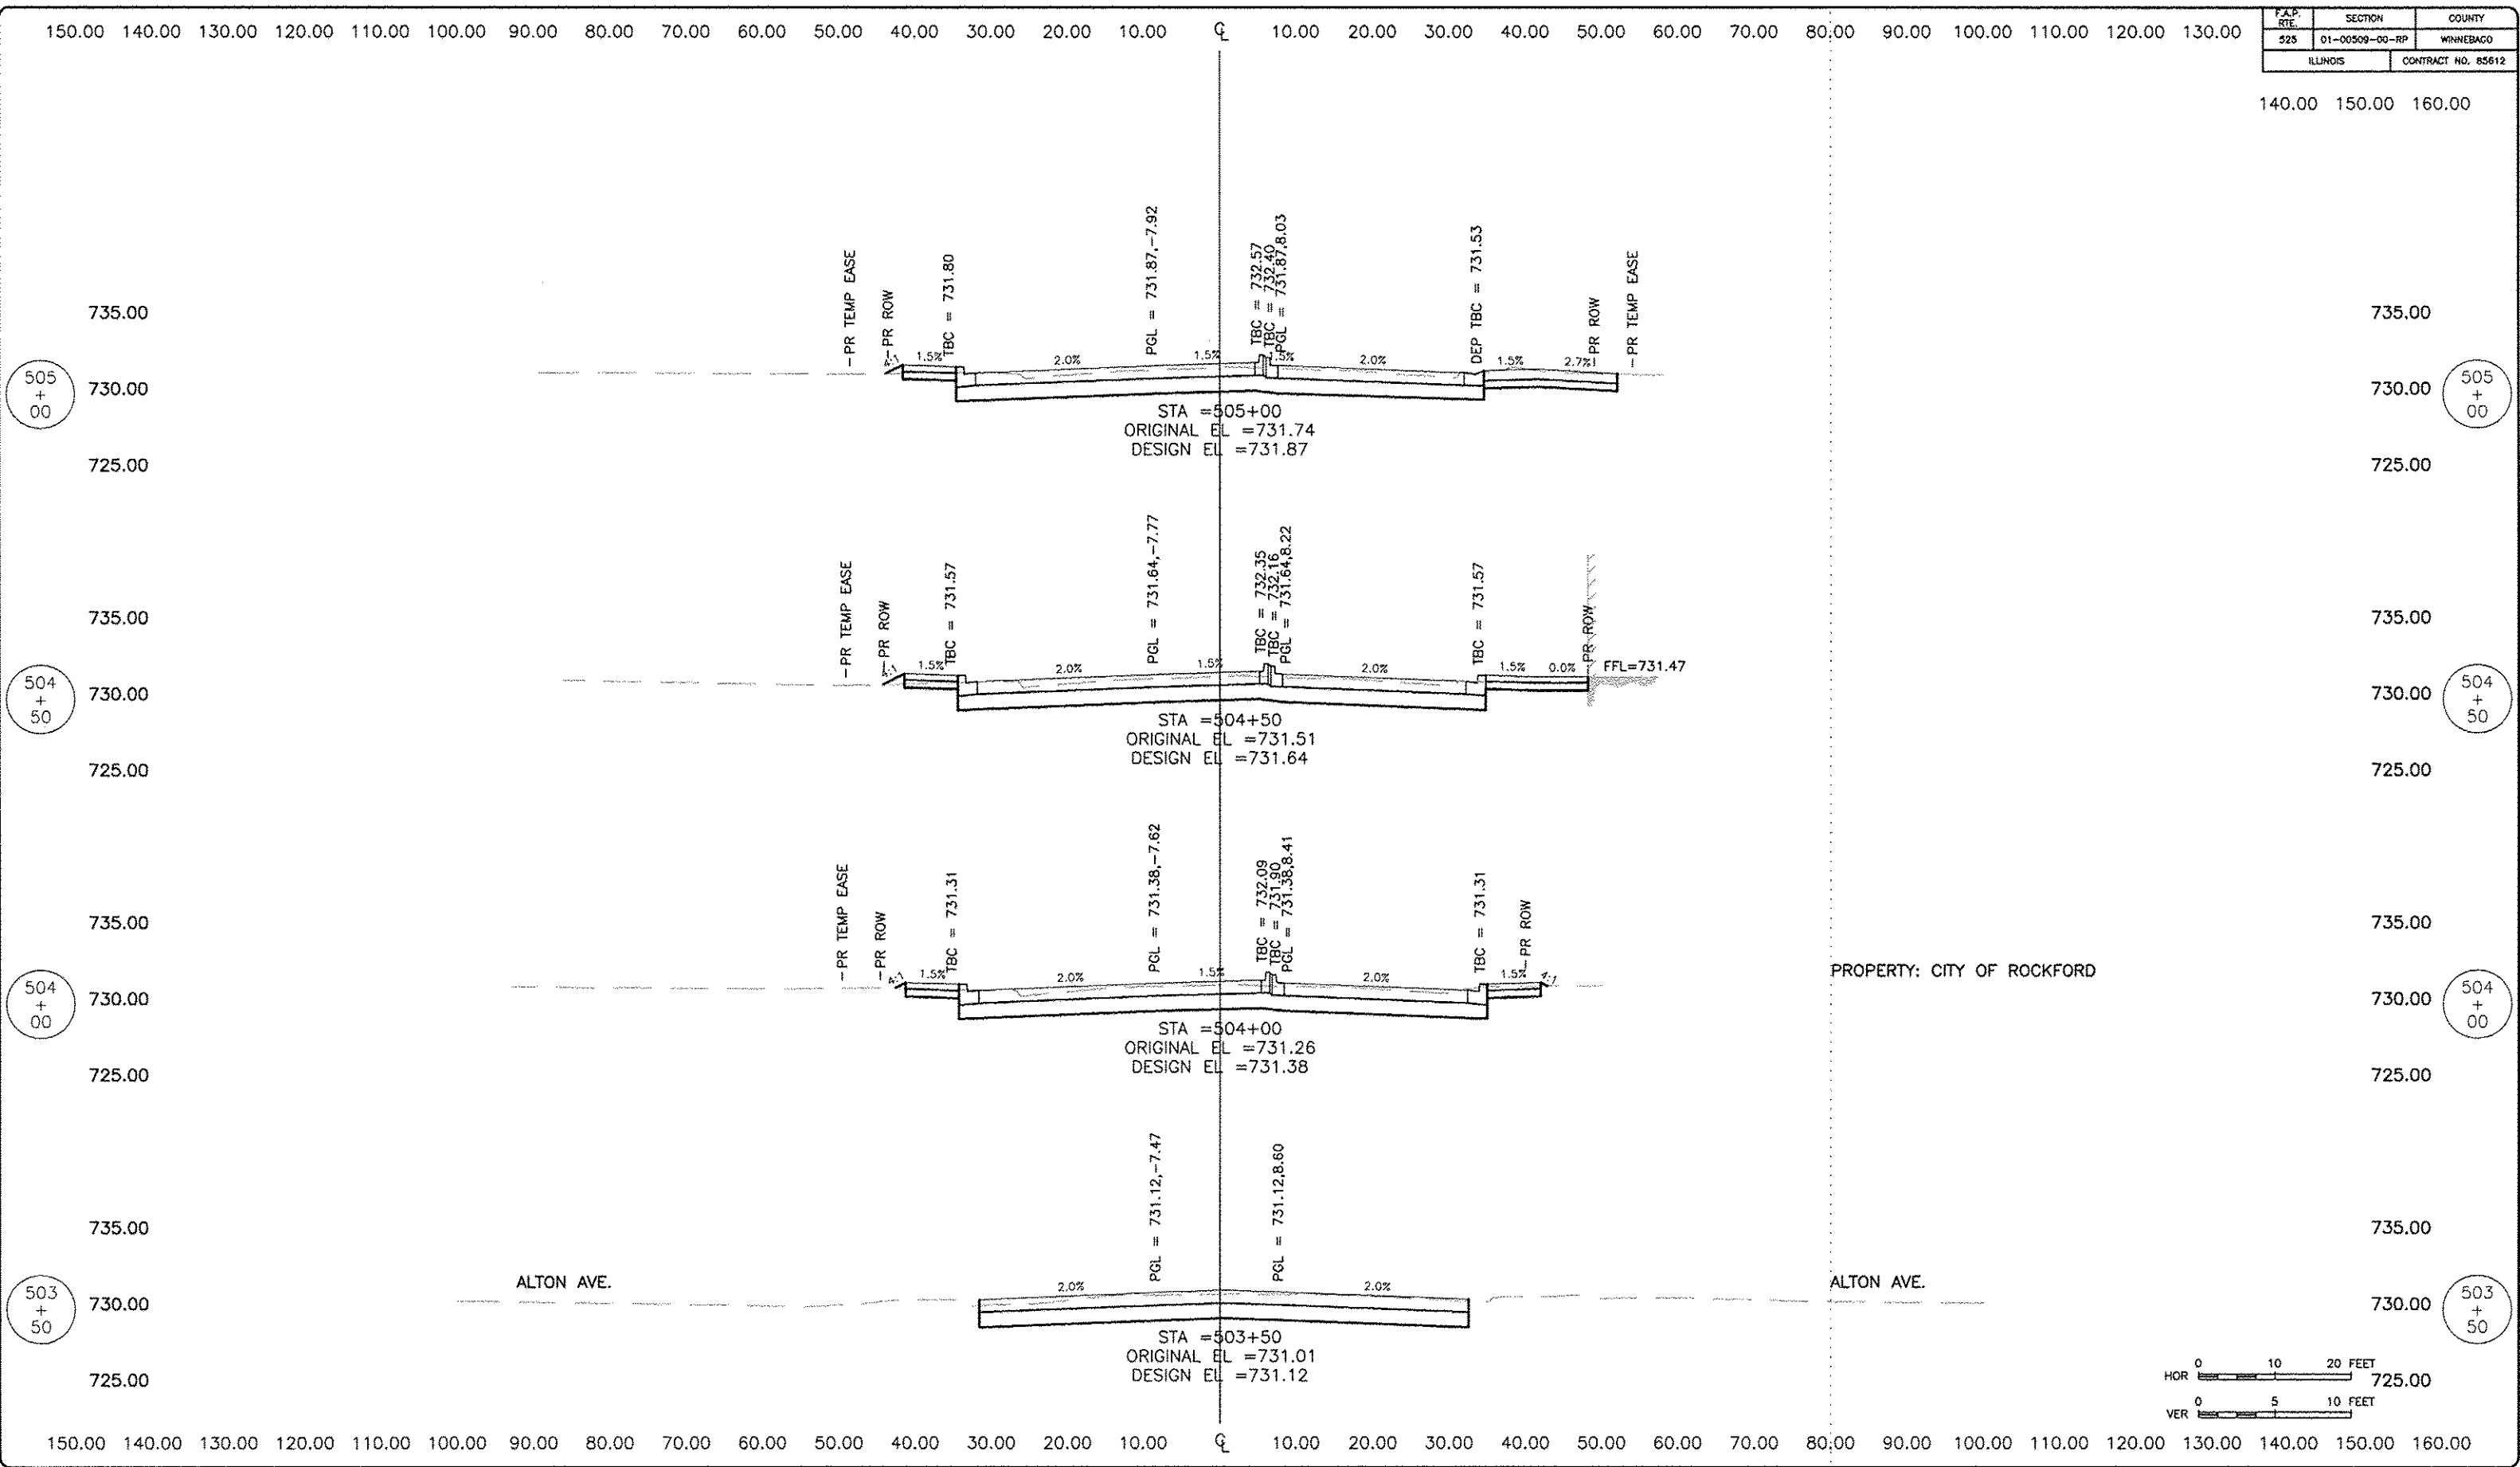 150.00 140.00 130.00 120.00 110.00 100.00 90.00 80.00 70.00 60.00 50.00 40.00 30.00 20.00 10.00 ℄ 10.00 20.00 30.00 40.00 50.00 60.00 70.00 80.00 90.00 100.00 110.00 120.00 130.00
F.A.P. RTE. SECTION COUNTY
525 01-00509-00-RP WINNEBAGO
ILLINOIS CONTRACT NO. 85612
140.00 150.00 160.00
-PR TEMP EASE
-PR ROW
TBC = 731.80
PGL = 731.87,-7.92
TBC = 732.57
TBC = 732.40
PGL = 731.87,8.03
DEP TBC = 731.53
-PR ROW
-PR TEMP EASE
735.00 735.00
4:1 1.5% 2.0% 1.5% 1.5% 2.0% 1.5% 2.7%
505 + 00 730.00 730.00 505 + 00
STA =505+00
ORIGINAL EL =731.74
DESIGN EL =731.87
725.00 725.00
-PR TEMP EASE
-PR ROW
TBC = 731.57
PGL = 731.64,-7.77
TBC = 732.35
TBC = 732.16
PGL = 731.64,8.22
TBC = 731.57
PR ROW
735.00 735.00
4:1 1.5% 2.0% 1.5% 2.0% 1.5% 0.0% FFL=731.47
504 + 50 730.00 730.00 504 + 50
STA =504+50
ORIGINAL EL =731.51
DESIGN EL =731.64
725.00 725.00
-PR TEMP EASE
-PR ROW
TBC = 731.31
PGL = 731.38,-7.62
TBC = 732.09
TBC = 731.90
PGL = 731.38,8.41
TBC = 731.31
-PR ROW
735.00 735.00
PROPERTY: CITY OF ROCKFORD
4:1 1.5% 2.0% 1.5% 2.0% 1.5% 4:1
504 + 00 730.00 730.00 504 + 00
STA =504+00
ORIGINAL EL =731.26
DESIGN EL =731.38
725.00 725.00
PGL = 731.12,-7.47
PGL = 731.12,8.60
735.00 735.00
ALTON AVE. 2.0% 2.0% ALTON AVE.
503 + 50 730.00 730.00 503 + 50
STA =503+50
ORIGINAL EL =731.01
DESIGN EL =731.12
725.00 725.00
HOR 0 10 20 FEET
VER 0 5 10 FEET
150.00 140.00 130.00 120.00 110.00 100.00 90.00 80.00 70.00 60.00 50.00 40.00 30.00 20.00 10.00 ℄ 10.00 20.00 30.00 40.00 50.00 60.00 70.00 80.00 90.00 100.00 110.00 120.00 130.00 140.00 150.00 160.00